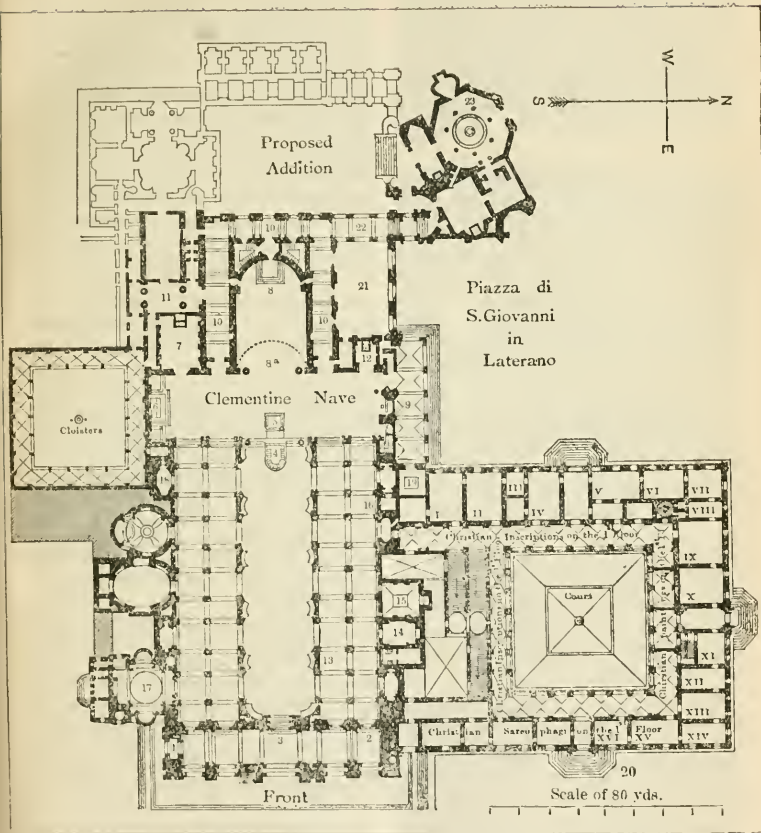 W
S
N
E
23
Proposed
Addition
10
22
8
21
Piazza di
S. Giovanni
in
Laterano
11
10
10
7
12
8ª
Clementine Nave
9
Cloisters
5
4
18
19
16
I
II
III
IV
V
VI
VII
VIII
Christian Inscriptions on the I Floor
IX
X
Court
15
14
13
XI
XII
XIII
17
Christian Sarcophagi on the I Floor
XVI
XV
XIV
1
3
2
20
Front
Scale of 80 yds.